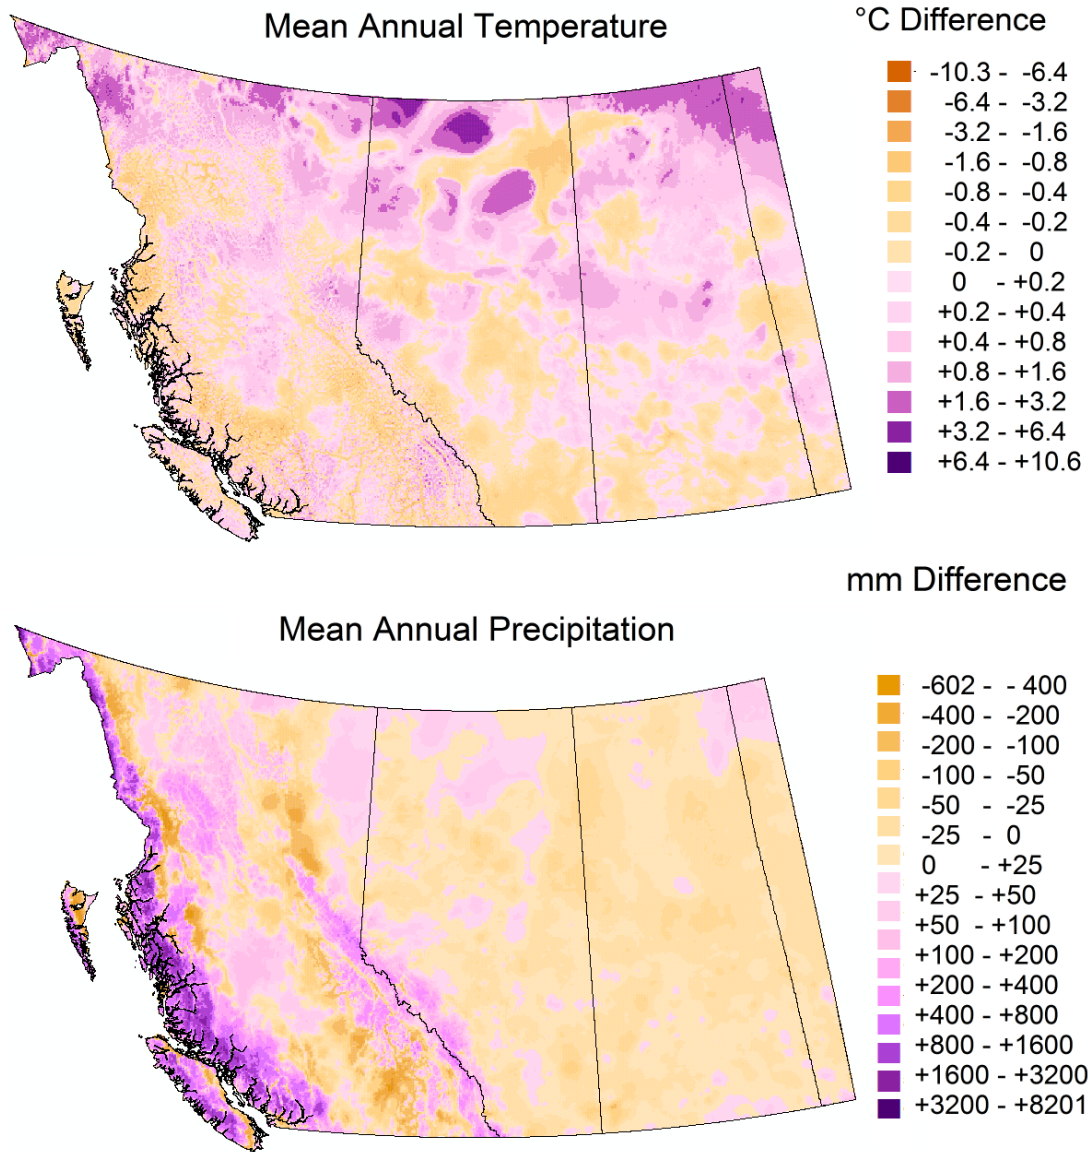 Mean Annual Temperature
°C Difference
-10.3 - -6.4
-6.4 - -3.2
-3.2 - -1.6
-1.6 - -0.8
-0.8 - -0.4
-0.4 - -0.2
-0.2 - 0
0 - +0.2
+0.2 - +0.4
+0.4 - +0.8
+0.8 - +1.6
+1.6 - +3.2
+3.2 - +6.4
+6.4 - +10.6
mm Difference
Mean Annual Precipitation
-602 - - 400
-400 - -200
-200 - -100
-100 - -50
-50 - -25
-25 - 0
0 - +25
+25 - +50
+50 - +100
+100 - +200
+200 - +400
+400 - +800
+800 - +1600
+1600 - +3200
+3200 - +8201